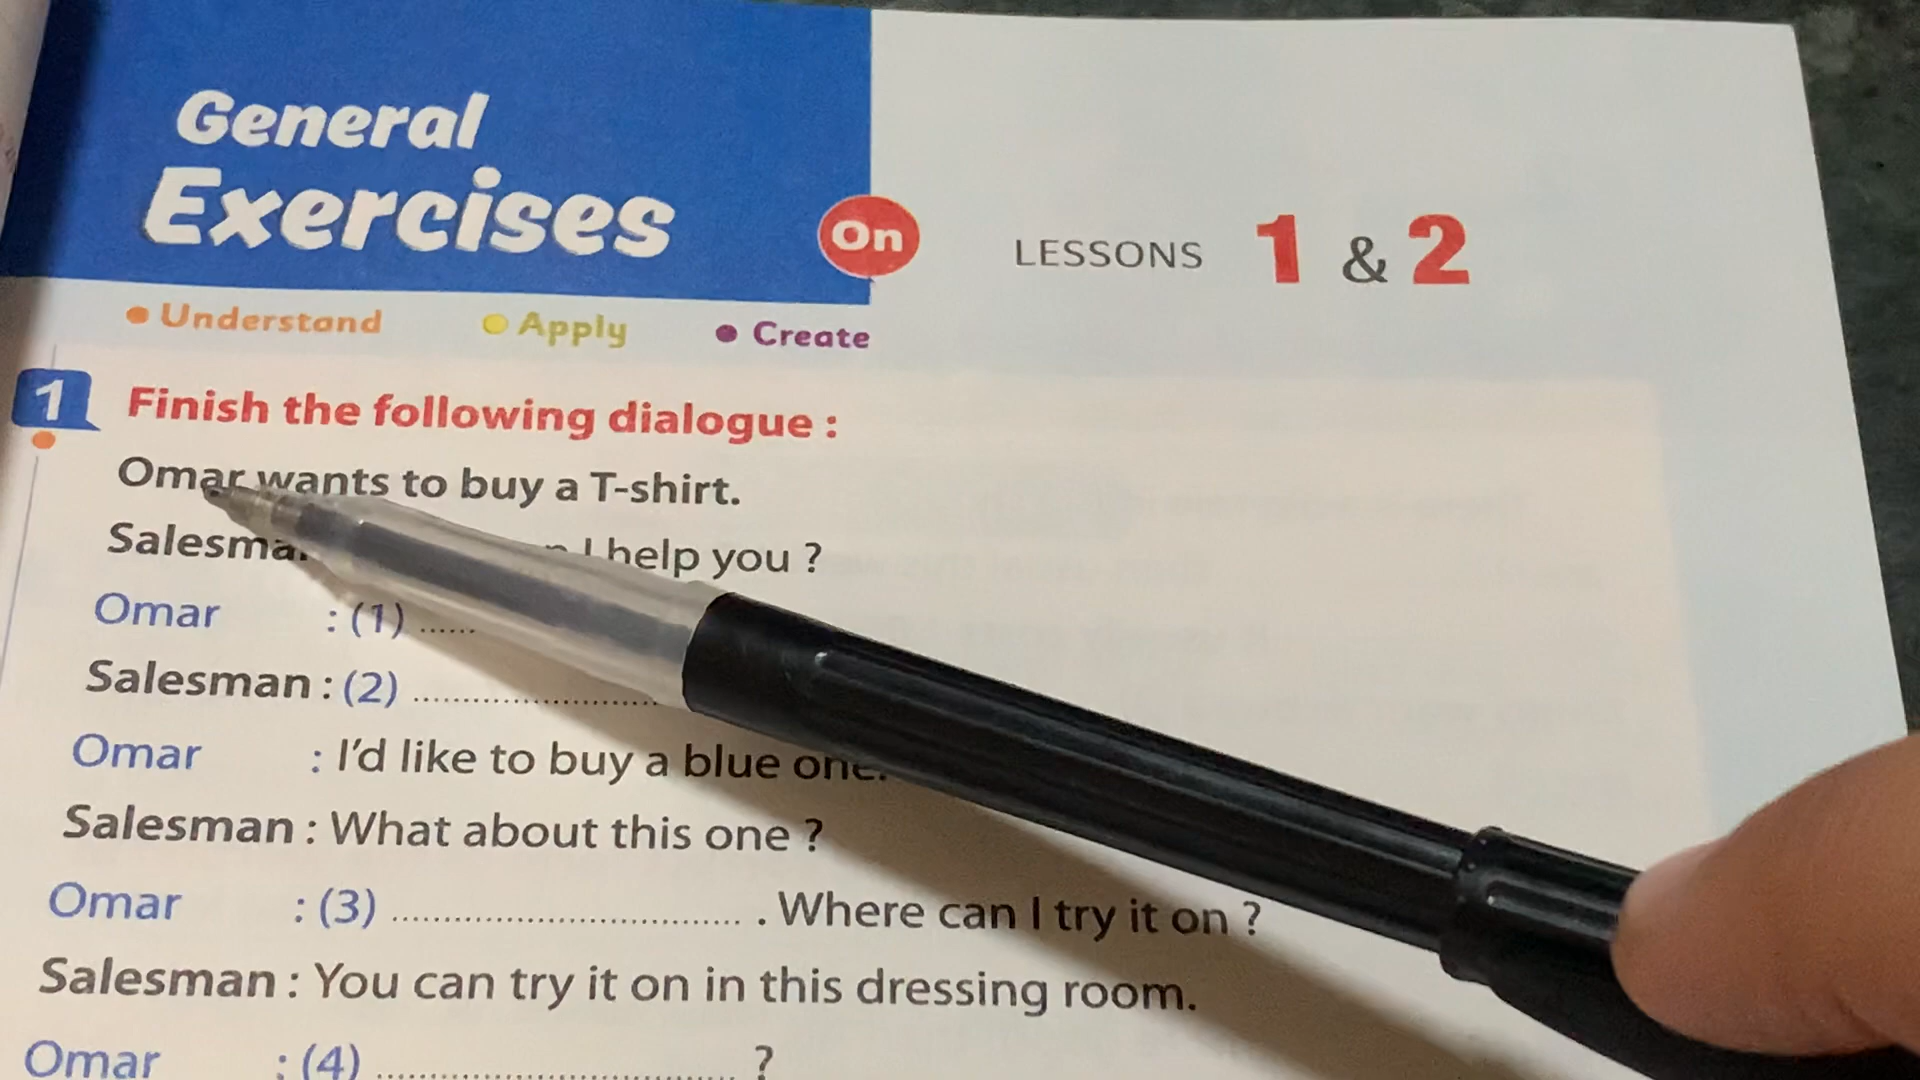 General
Exercises
On
LESSONS 1 & 2
Understand Apply Create
1 Finish the following dialogue :
Omar wants to buy a T-shirt.
Salesman I help you ?
Omar : (1) ......
Salesman : (2) ..............................
Omar : I'd like to buy a blue one.
Salesman : What about this one ?
Omar : (3) ........................................ . Where can I try it on ?
Salesman : You can try it on in this dressing room.
Omar : (4) ........................................ ?